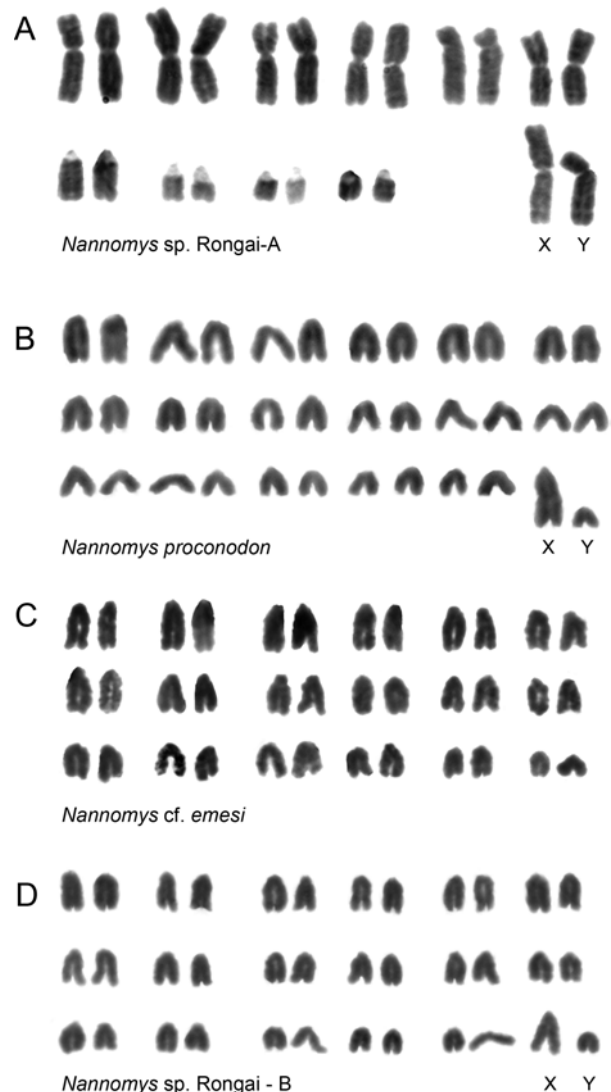 A
Nannomys sp. Rongai-A X Y
B
Nannomys proconodon X Y
C
Nannomys cf. emesi
D
Nannomys sp. Rongai - B X Y